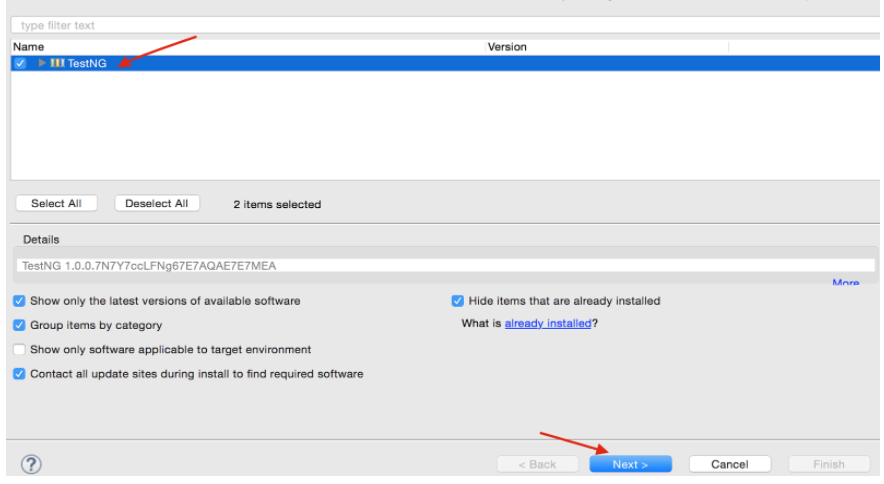 type filter text
Name Version
TestNG
Select All Deselect All 2 items selected
Details
TestNG 1.0.0.7N7Y7ccLFNg67E7AQAE7E7MEA
More
Show only the latest versions of available software Hide items that are already installed
Group items by category What is already installed?
Show only software applicable to target environment
Contact all update sites during install to find required software
? < Back Next > Cancel Finish